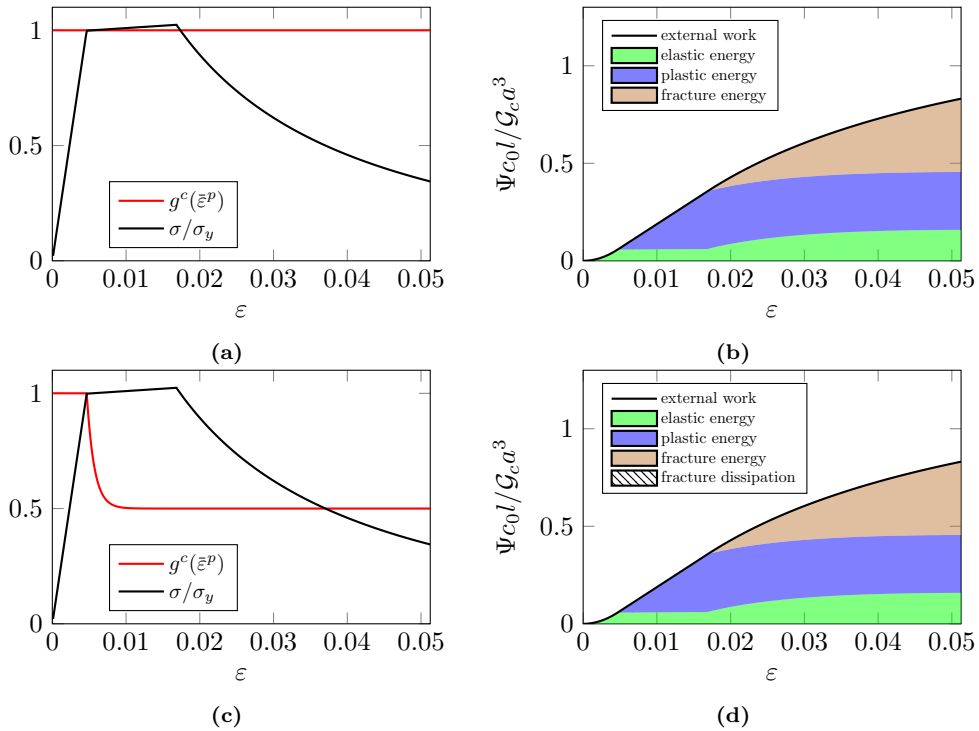 1
0.5
0
0
0.01
0.02
0.03
0.04
0.05
g^c(ε̄^p)
σ/σ_y
ε
(a)
Ψc_0l/𝒢_ca^3
1
0.5
0
0
0.01
0.02
0.03
0.04
0.05
external work
elastic energy
plastic energy
fracture energy
ε
(b)
1
0.5
0
0
0.01
0.02
0.03
0.04
0.05
g^c(ε̄^p)
σ/σ_y
ε
(c)
Ψc_0l/𝒢_ca^3
1
0.5
0
0
0.01
0.02
0.03
0.04
0.05
external work
elastic energy
plastic energy
fracture energy
fracture dissipation
ε
(d)